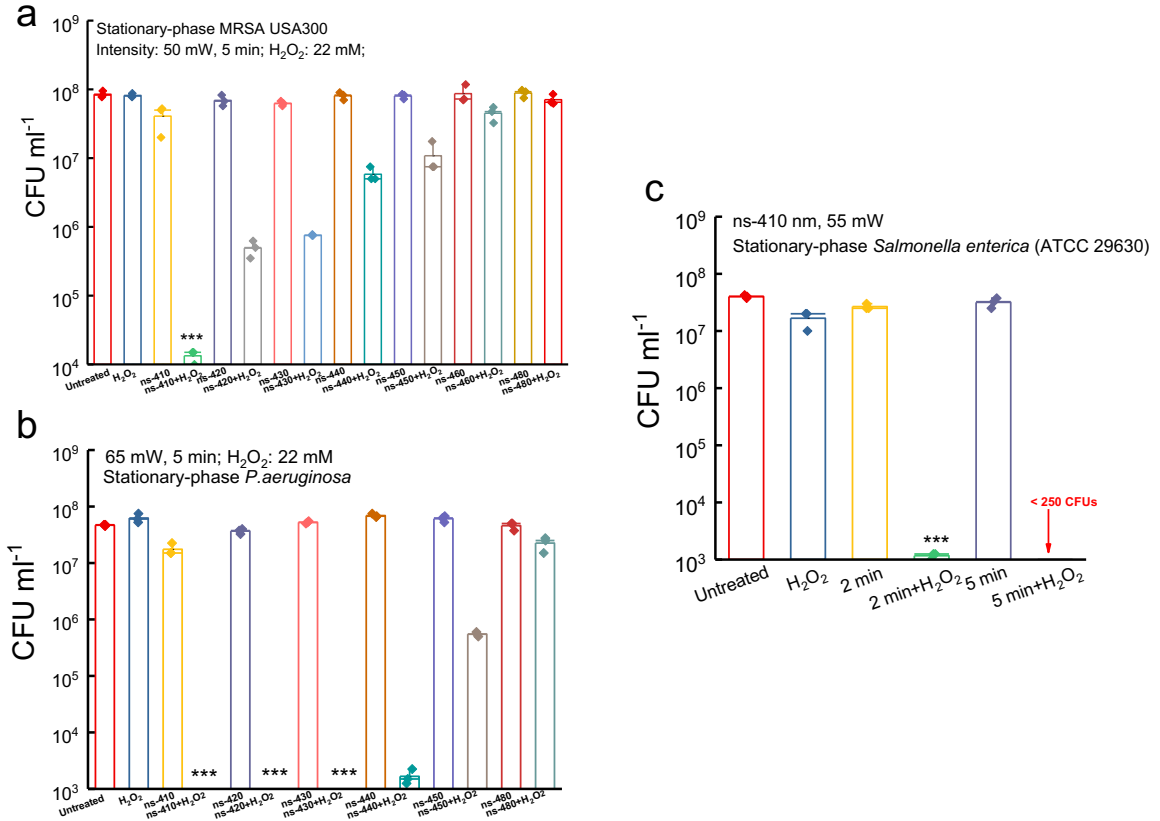 a
Stationary-phase MRSA USA300
Intensity: 50 mW, 5 min; H₂O₂: 22 mM;
CFU ml⁻¹
10⁹
10⁸
10⁷
10⁶
10⁵
10⁴
***
Untreated
H₂O₂
ns-410
ns-410+H₂O₂
ns-420
ns-420+H₂O₂
ns-430
ns-430+H₂O₂
ns-440
ns-440+H₂O₂
ns-450
ns-450+H₂O₂
ns-460
ns-460+H₂O₂
ns-480
ns-480+H₂O₂
b
65 mW, 5 min; H₂O₂: 22 mM
Stationary-phase P.aeruginosa
CFU ml⁻¹
10⁹
10⁸
10⁷
10⁶
10⁵
10⁴
10³
***
***
***
Untreated
H₂O₂
ns-410
ns-410+H₂O₂
ns-420
ns-420+H₂O₂
ns-430
ns-430+H₂O₂
ns-440
ns-440+H₂O₂
ns-450
ns-450+H₂O₂
ns-480
ns-480+H₂O₂
c
ns-410 nm, 55 mW
Stationary-phase Salmonella enterica (ATCC 29630)
CFU ml⁻¹
10⁹
10⁸
10⁷
10⁶
10⁵
10⁴
10³
< 250 CFUs
***
Untreated
H₂O₂
2 min
2 min+H₂O₂
5 min
5 min+H₂O₂